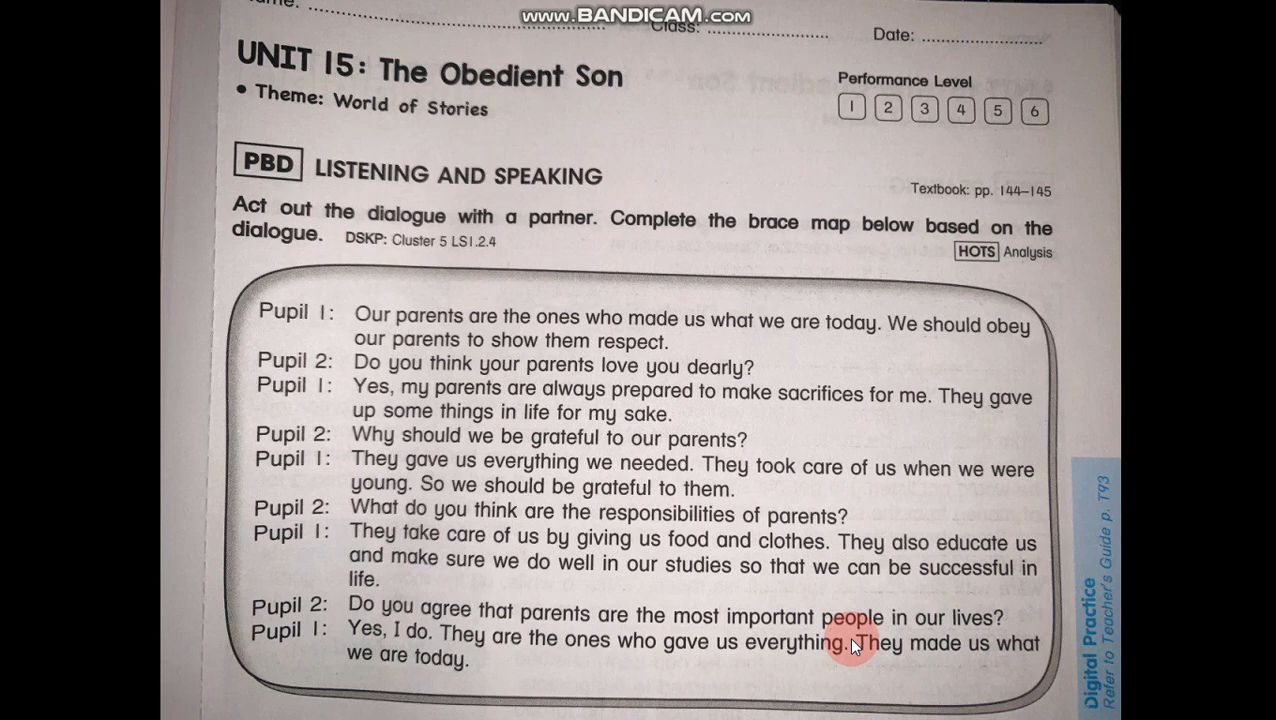 www.BANDICAM.com
Class: ........................ Date: ........................
UNIT 15: The Obedient Son
• Theme: World of Stories
Performance Level
1 2 3 4 5 6
PBD LISTENING AND SPEAKING
Textbook: pp. 144–145
Act out the dialogue with a partner. Complete the brace map below based on the
dialogue. DSKP: Cluster 5 LS1.2.4
HOTS Analysis
Pupil 1: Our parents are the ones who made us what we are today. We should obey
our parents to show them respect.
Pupil 2: Do you think your parents love you dearly?
Pupil 1: Yes, my parents are always prepared to make sacrifices for me. They gave
up some things in life for my sake.
Pupil 2: Why should we be grateful to our parents?
Pupil 1: They gave us everything we needed. They took care of us when we were
young. So we should be grateful to them.
Pupil 2: What do you think are the responsibilities of parents?
Pupil 1: They take care of us by giving us food and clothes. They also educate us
and make sure we do well in our studies so that we can be successful in
life.
Pupil 2: Do you agree that parents are the most important people in our lives?
Pupil 1: Yes, I do. They are the ones who gave us everything. They made us what
we are today.
Digital Practice
Refer to Teacher's Guide p. T93